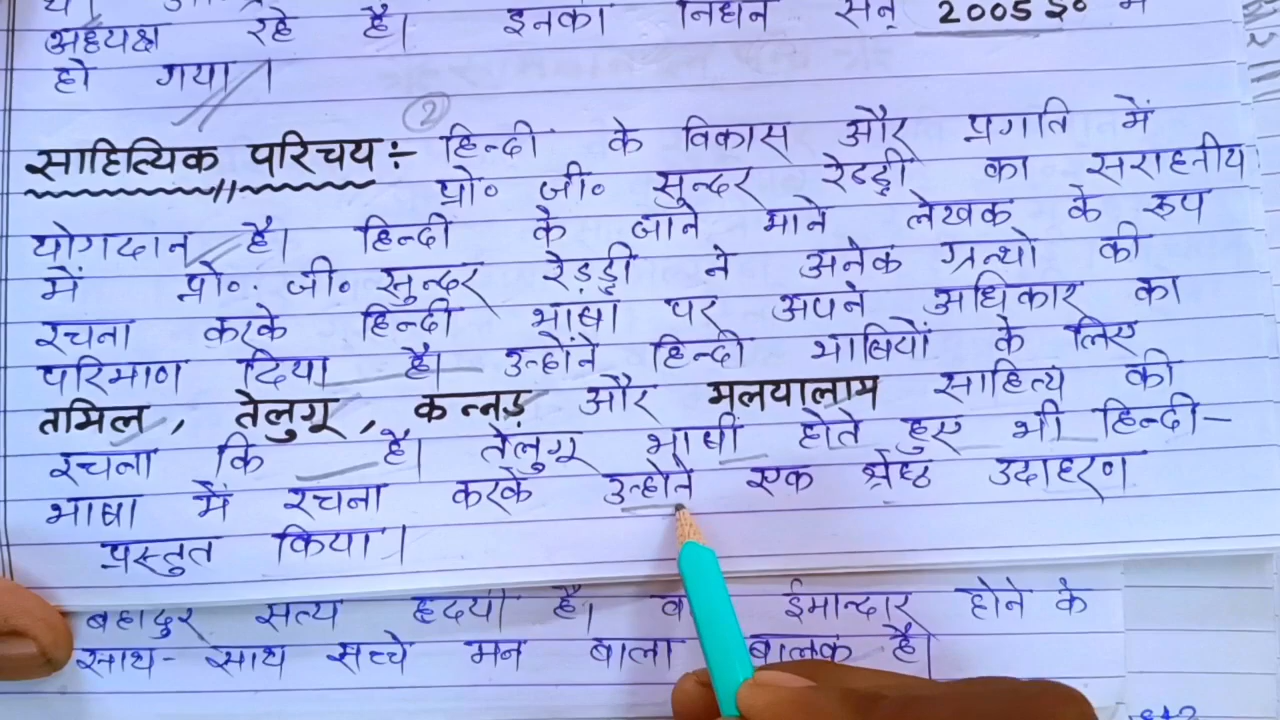 अध्यक्ष रहे है। इनका निधन सन् 2005 ई० में
हो गया।
②
साहित्यिक परिचय :- हिन्दी के विकास और प्रगति में
प्रो० जी० सुन्दर रेड्डी का सराहनीय
योगदान है। हिन्दी के जाने माने लेखक के रूप
में प्रो०. जी० सुन्दर रेड़ड्री ने अनेक ग्रन्थो की
रचना करके हिन्दी भाषा पर अपने अधिकार का
परिमाण दिया है। उन्होंने हिन्दी भाषियों के लिए
तमिल, तेलुगू, कन्नड़ और मलयालाम साहित्य की
रचना कि है। तेलुगू भाषी होते हुए भी हिन्दी-
भाषा में रचना करके उन्होने एक श्रेष्ठ उदाहरण
प्रस्तुत किया।
बहादुर सत्य हृदयी है। ईमान्दार होने के
साथ- साथ सच्चे मन वाला बालक है।